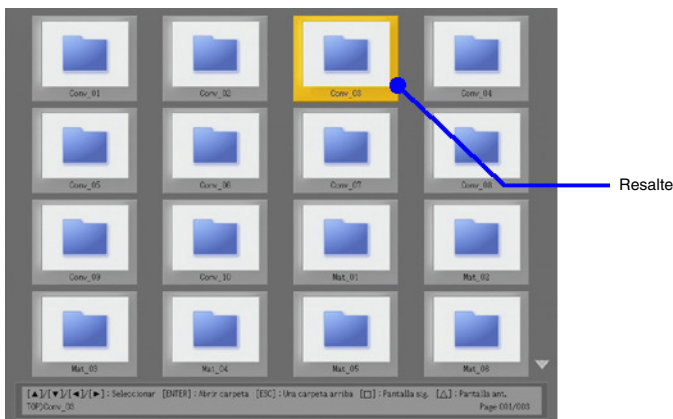 Conv_01 Conv_02 Conv_03 Conv_04
Resalte
Conv_05 Conv_06 Conv_07 Conv_08
Conv_09 Conv_10 Mat_01 Mat_02
Mat_03 Mat_04 Mat_05 Mat_06
[▲]/[▼]/[◄]/[►] : Seleccionar [ENTER] : Abrir carpeta [ESC] : Una carpeta arriba [□] : Pantalla sig. [△] : Pantalla ant.
TOP>Conv_03 Page 001/003